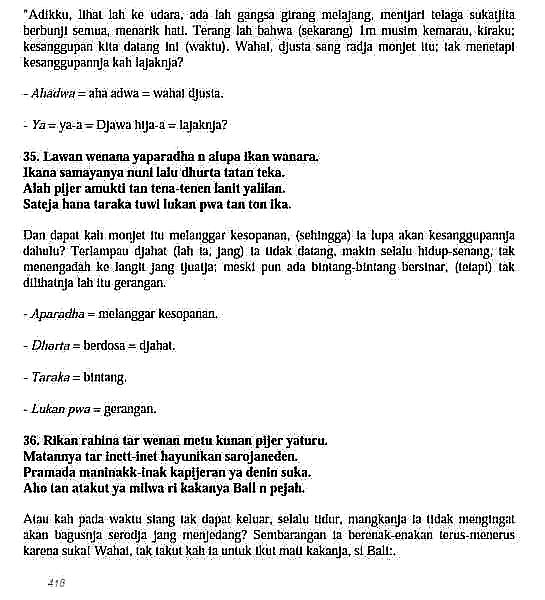 "Adikku, lihat lah ke udara, ada lah gangsa girang melajang, mentjari telaga sukatjita
berbunji semua, menarik hati. Terang lah bahwa (sekarang) 1m musim kemarau, kiraku;
kesanggupan kita datang ini (waktu). Wahai, djusta sang radja monjet itu; tak menetapi
kesanggupannja kah lajaknja?
- Ahadwa = aha adwa = wahai djusta.
- Ya = ya-a = Djawa hija-a = lajaknja?
35. Lawan wenana yaparadha n alupa ikan wanara.
Ikana samayanya nuni lalu dhurta tatan teka.
Alah pijer amukti tan tena-tenen lanit yalilan.
Sateja hana taraka tuwi lukan pwa tan ton ika.
Dan dapat kah monjet itu melanggar kesopanan, (sehingga) ia lupa akan kesanggupannja
dahulu? Terlampau djahat (lah ia, jang) ia tidak datang, makin selalu hidup-senang, tak
menengadah ke langit jang tjuatja; meski pun ada bintang-bintang bersinar, (tetapi) tak
dilihatnja lah itu gerangan.
- Aparadha = melanggar kesopanan.
- Dharta = berdosa = djahat.
- Taraka = bintang.
- Lukan pwa = gerangan.
36. Rikan rahina tar wenan metu kunan pijer yaturu.
Matannya tar inett-inet hayunikan sarojaneden.
Pramada maninakk-inak kapijeran ya denin suka.
Aho tan atakut ya milwa ri kakanya Bali n pejah.
Atau kah pada waktu siang tak dapat keluar, selalu tidur, mangkanja ia tidak mengingat
akan bagusnja serodja jang menjedang? Sembarangan ia berenak-enakan terus-menerus
karena suka! Wahai, tak takut kah ia untuk ikut mati kakanja, si Bali:.
418